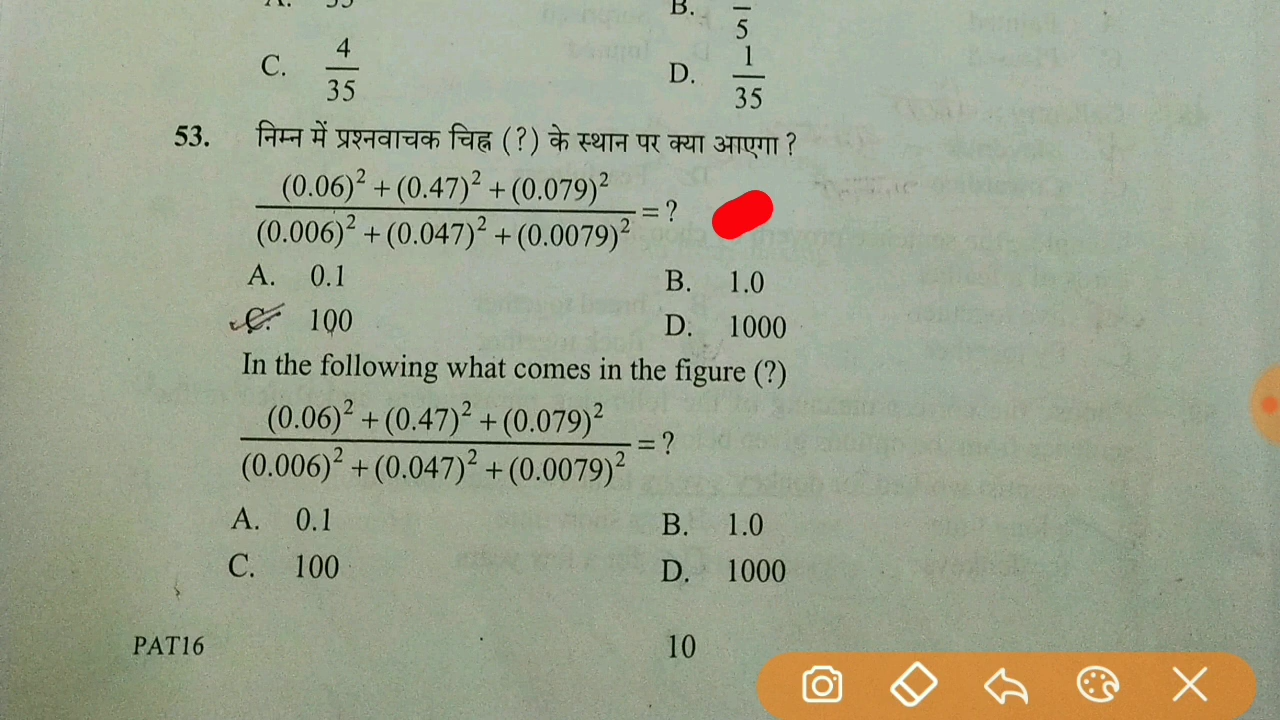 B. —
5
C. 4/35
D. 1/35
53. निम्न में प्रश्नवाचक चिह्न (?) के स्थान पर क्या आएगा ?
(0.06)² + (0.47)² + (0.079)²
(0.006)² + (0.047)² + (0.0079)² = ?
A. 0.1 B. 1.0
C. 100 D. 1000
In the following what comes in the figure (?)
(0.06)² + (0.47)² + (0.079)²
(0.006)² + (0.047)² + (0.0079)² = ?
A. 0.1 B. 1.0
C. 100 D. 1000
PAT16 10